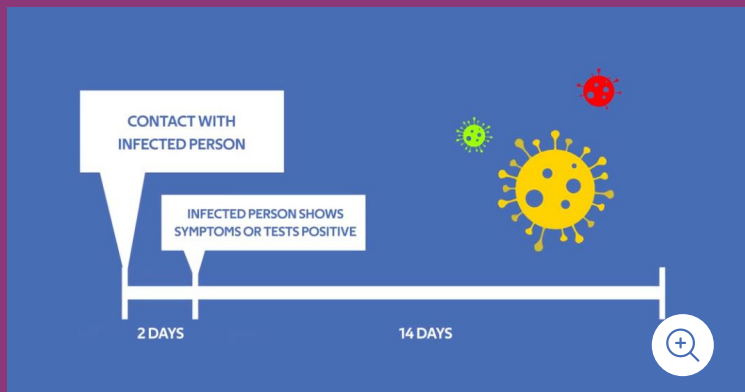 CONTACT WITH
INFECTED PERSON
INFECTED PERSON SHOWS
SYMPTOMS OR TESTS POSITIVE
2 DAYS
14 DAYS